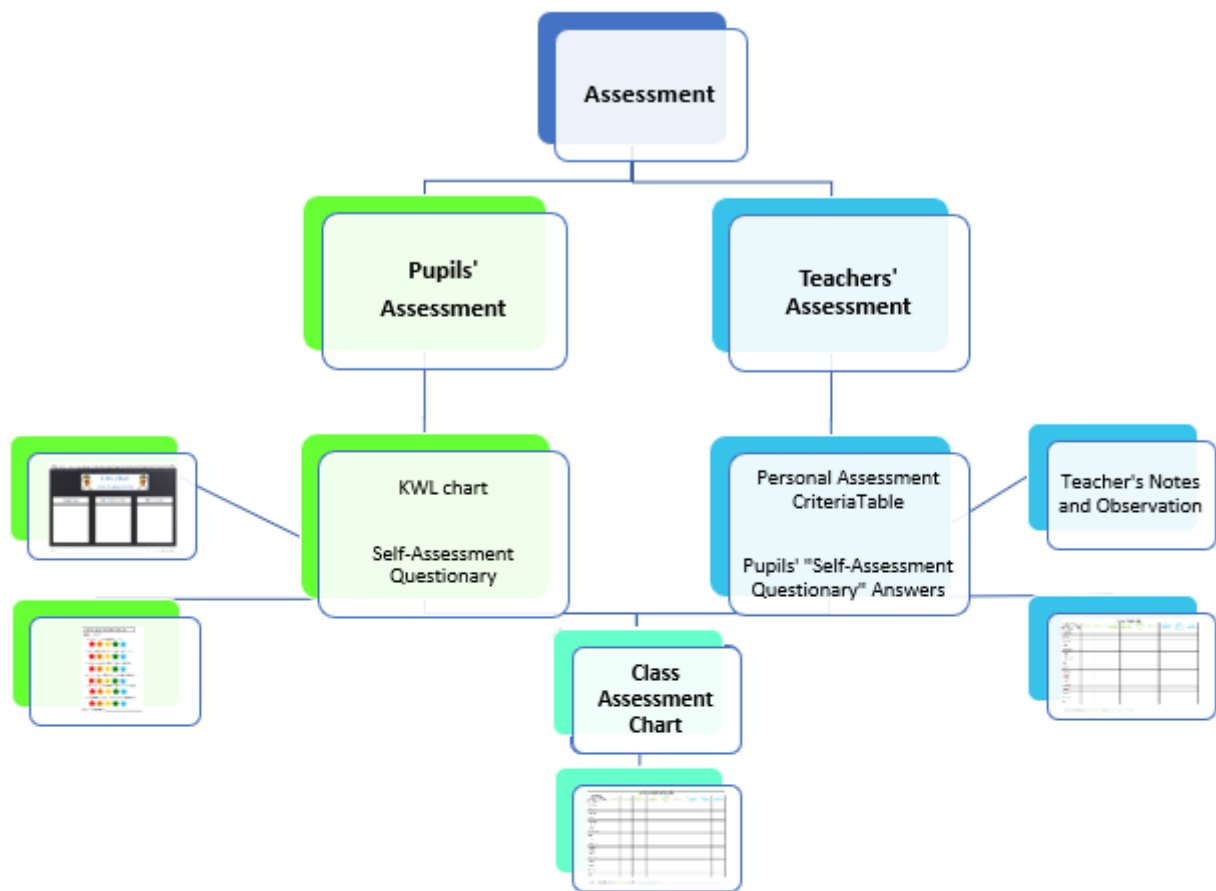 Assessment
Pupils'
Assessment
Teachers'
Assessment
KWL chart
Self-Assessment
Questionary
Personal Assessment
CriteriaTable
Pupils' "Self-Assessment
Questionary" Answers
Teacher's Notes
and Observation
Class
Assessment
Chart